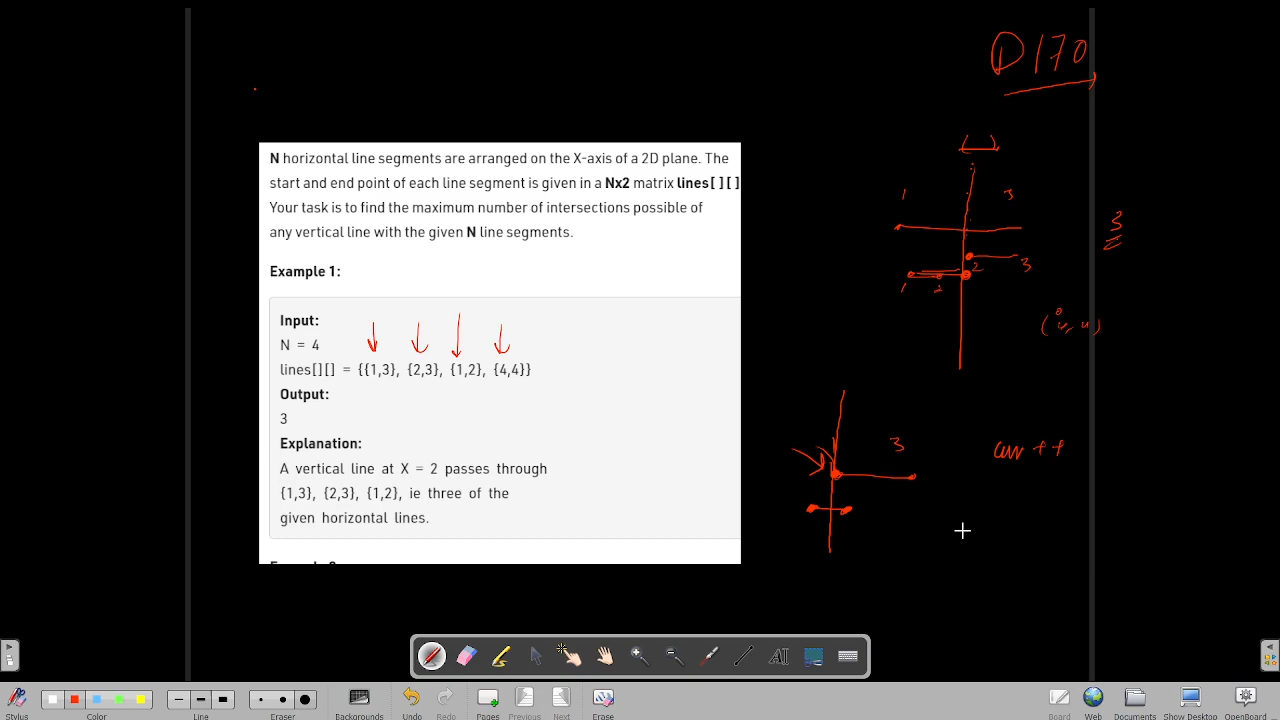 D170
N horizontal line segments are arranged on the X-axis of a 2D plane. The
start and end point of each line segment is given in a Nx2 matrix lines[ ][ ]
Your task is to find the maximum number of intersections possible of
any vertical line with the given N line segments.
Example 1:
Input:
N = 4
lines[][] = {{1,3}, {2,3}, {1,2}, {4,4}}
Output:
3
Explanation:
A vertical line at X = 2 passes through
{1,3}, {2,3}, {1,2}, ie three of the
given horizontal lines.
1 3
3
2 3
1 2
3
Stylus
Color
Line
Eraser
Backgrounds
Undo
Redo
Pages
Previous
Next
Erase
Board
Web
Documents
Show Desktop
OpenBoard